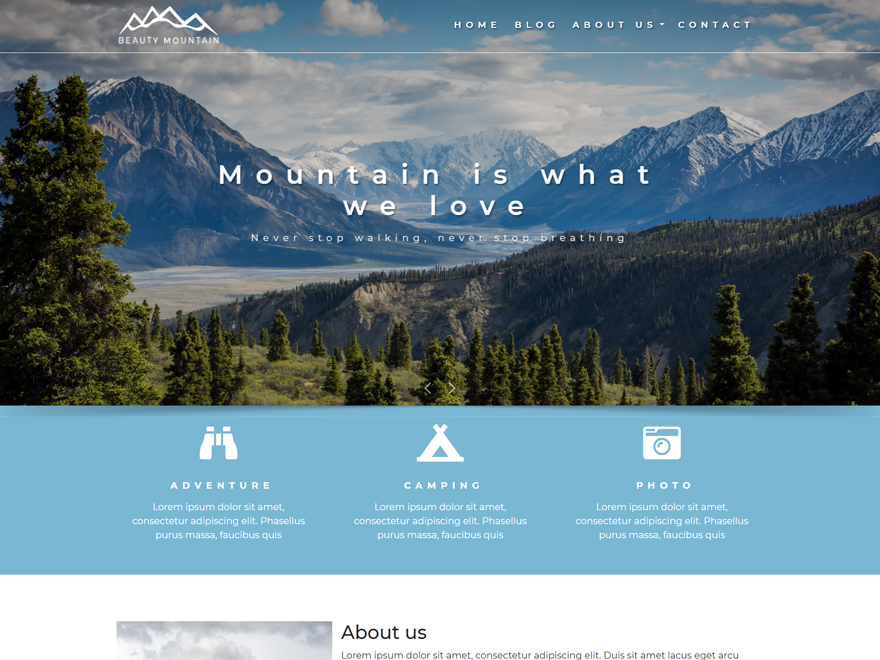 BEAUTY MOUNTAIN
HOME BLOG ABOUT US CONTACT
Mountain is what
we love
Never stop walking, never stop breathing
ADVENTURE
Lorem ipsum dolor sit amet,
consectetur adipiscing elit. Phasellus
purus massa, faucibus quis
CAMPING
Lorem ipsum dolor sit amet,
consectetur adipiscing elit. Phasellus
purus massa, faucibus quis
PHOTO
Lorem ipsum dolor sit amet,
consectetur adipiscing elit. Phasellus
purus massa, faucibus quis
About us
Lorem ipsum dolor sit amet, consectetur adipiscing elit. Duis sit amet lacus eget arcu